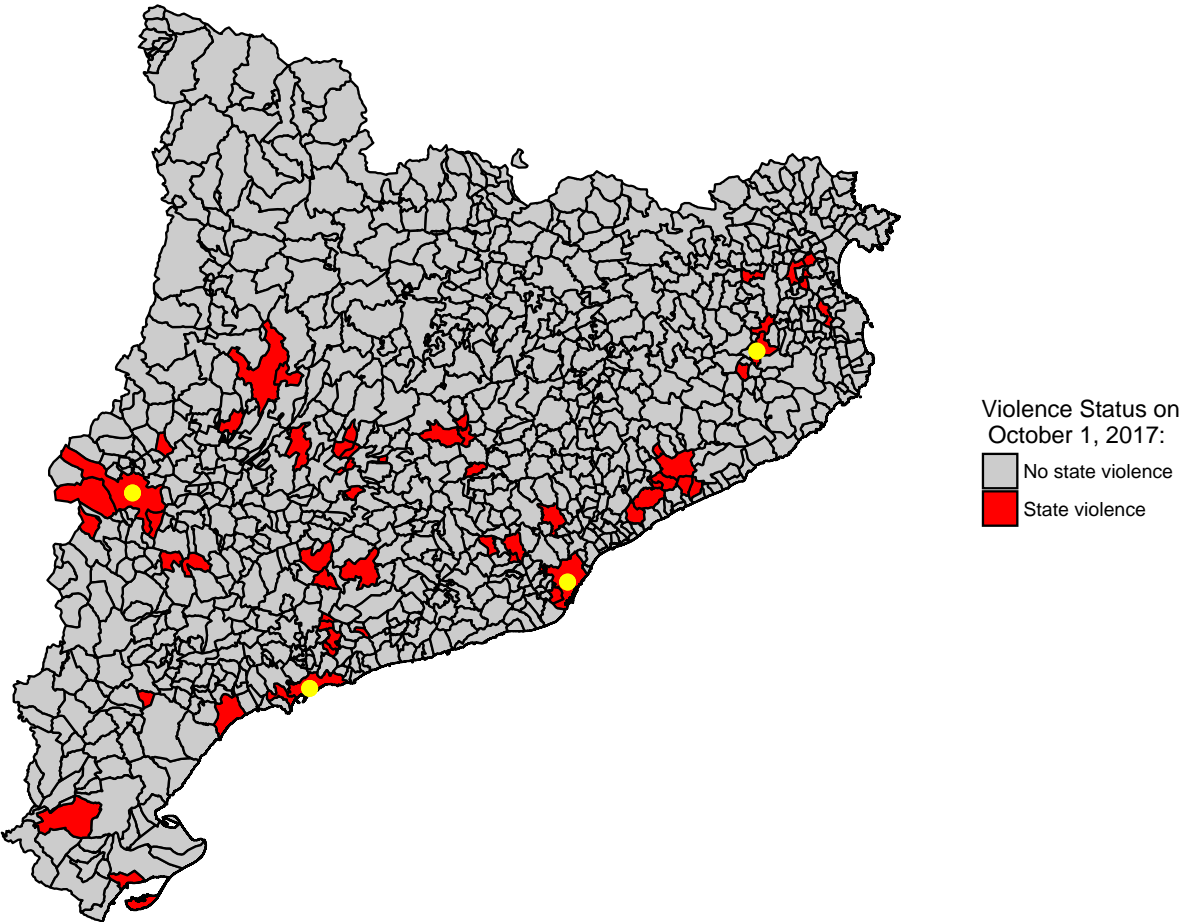 Violence Status on
October 1, 2017:
No state violence
State violence